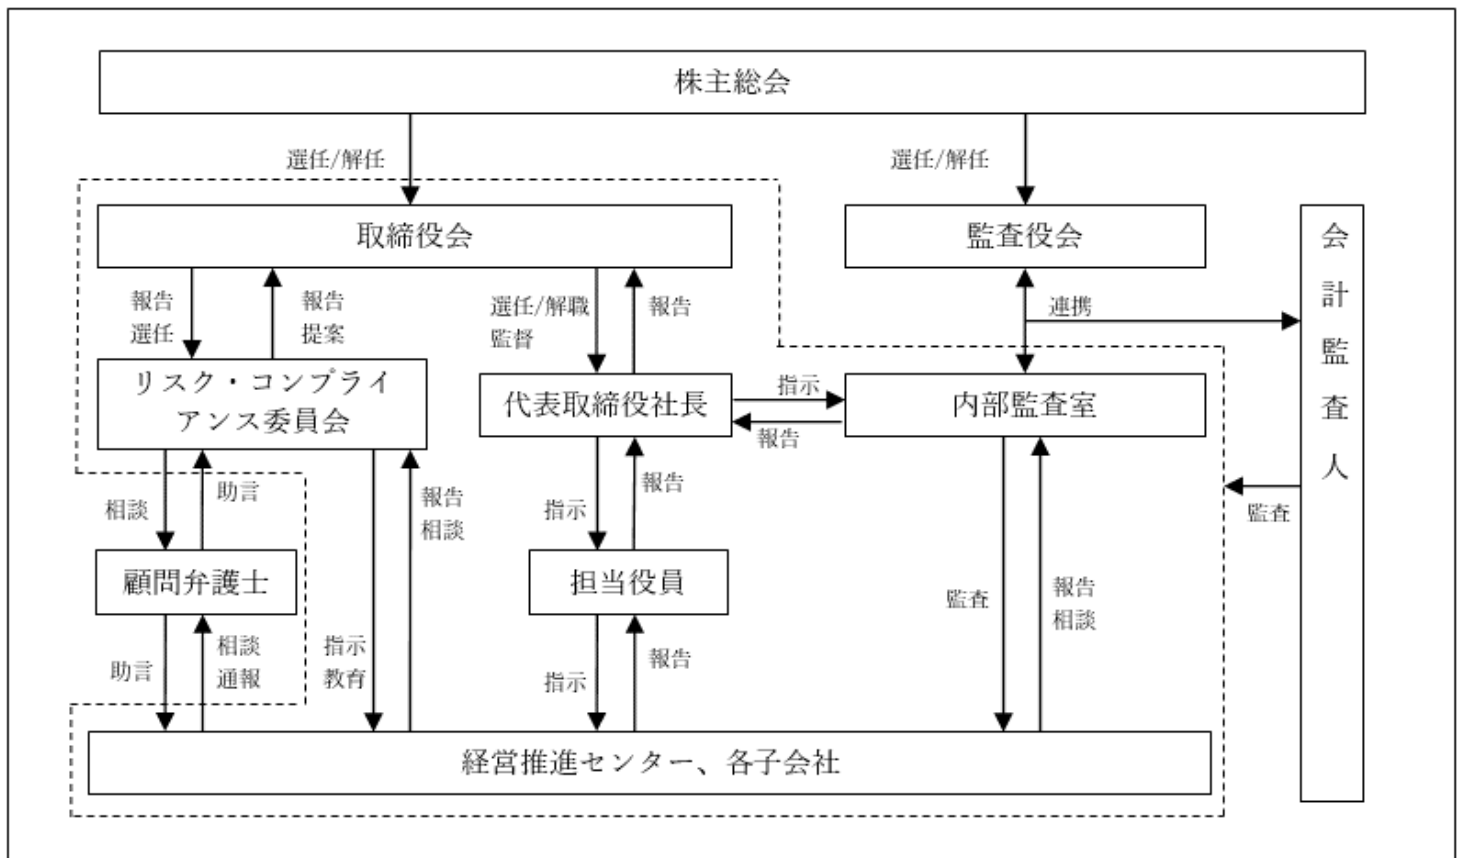 株主総会
選任/解任
選任/解任
取締役会
監査役会
会計監査人
報告
選任
報告
提案
選任/解職
監督
報告
連携
リスク・コンプライ
アンス委員会
代表取締役社長
指示
報告
内部監査室
相談
助言
報告
相談
指示
報告
監査
顧問弁護士
担当役員
監査
報告
相談
助言
相談
通報
指示
教育
指示
報告
経営推進センター、各子会社